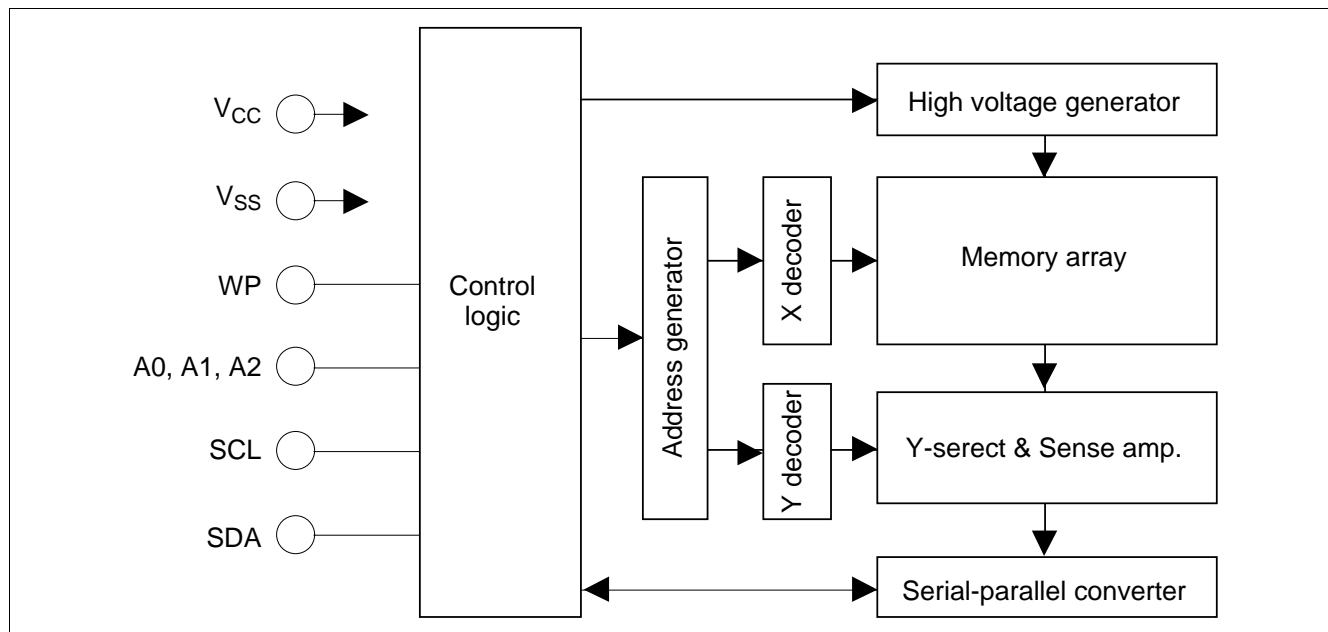 VCC
VSS
WP
A0, A1, A2
SCL
SDA
Control
logic
Address generator
X decoder
Y decoder
High voltage generator
Memory array
Y-serect & Sense amp.
Serial-parallel converter